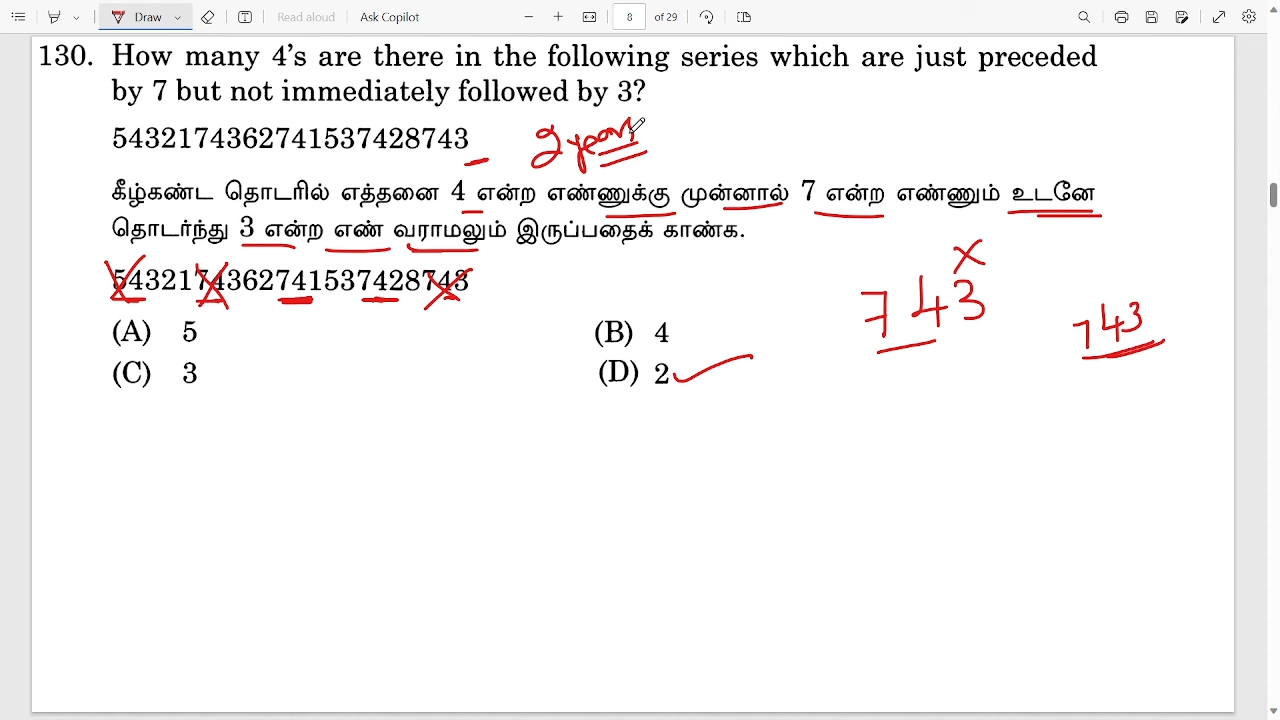 Draw Read aloud Ask Copilot 8 of 29
130. How many 4's are there in the following series which are just preceded
by 7 but not immediately followed by 3?
5432174362741537428743 2 years
கீழ்கண்ட தொடரில் எத்தனை 4 என்ற எண்ணுக்கு முன்னால் 7 என்ற எண்ணும் உடனே
தொடர்ந்து 3 என்ற எண் வராமலும் இருப்பதைக் காண்க.
5432174362741537428743
743
743
(A) 5 (B) 4
(C) 3 (D) 2